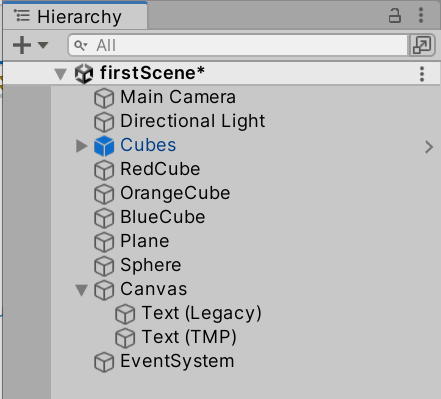 Hierarchy
All
firstScene*
Main Camera
Directional Light
Cubes
RedCube
OrangeCube
BlueCube
Plane
Sphere
Canvas
Text (Legacy)
Text (TMP)
EventSystem